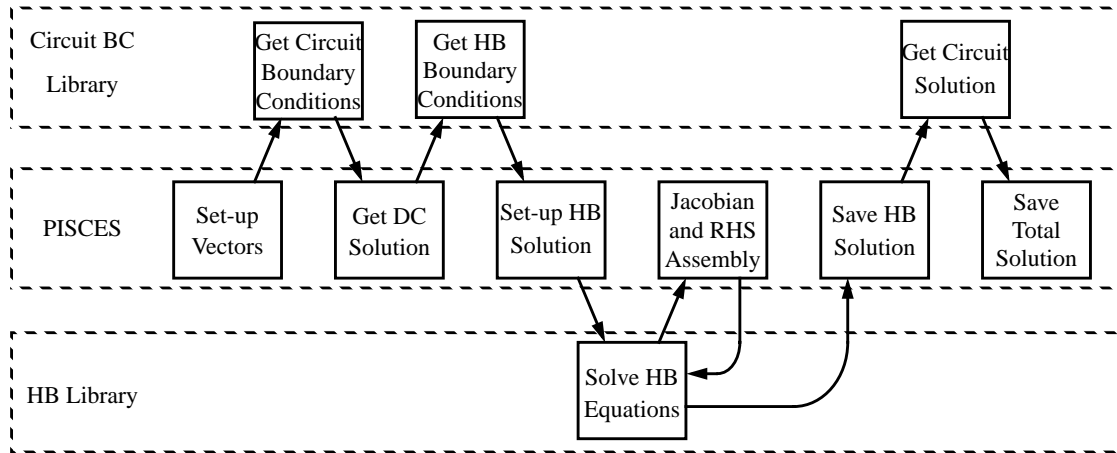 Circuit BC
Library
Get Circuit
Boundary
Conditions
Get HB
Boundary
Conditions
Get Circuit
Solution
PISCES
Set-up
Vectors
Get DC
Solution
Set-up HB
Solution
Jacobian
and RHS
Assembly
Save HB
Solution
Save
Total
Solution
HB Library
Solve HB
Equations